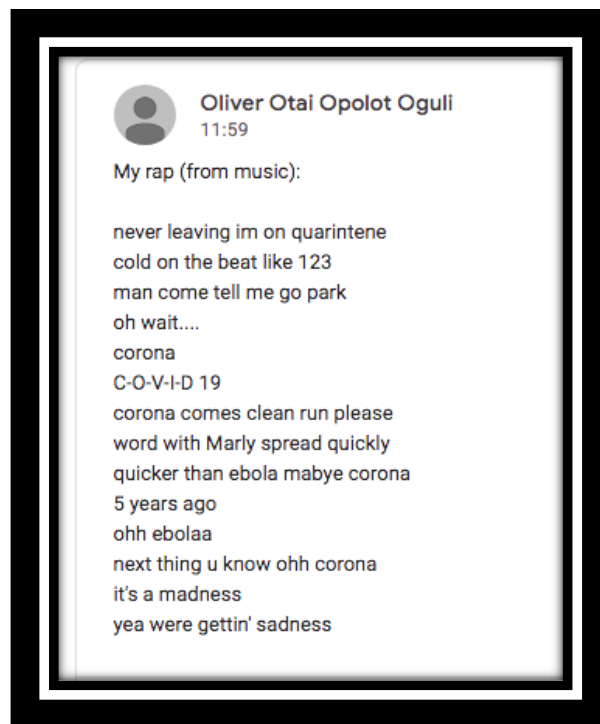 Oliver Otai Opolot Oguli
11:59
My rap (from music):
never leaving im on quarintene
cold on the beat like 123
man come tell me go park
oh wait....
corona
C-O-V-I-D 19
corona comes clean run please
word with Marly spread quickly
quicker than ebola mabye corona
5 years ago
ohh ebolaa
next thing u know ohh corona
it's a madness
yea were gettin' sadness